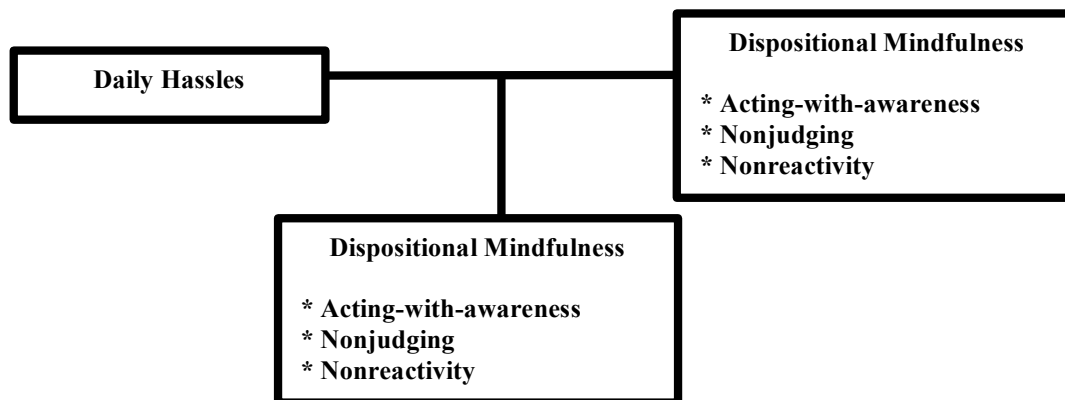 Daily Hassles
Dispositional Mindfulness
* Acting-with-awareness
* Nonjudging
* Nonreactivity
Dispositional Mindfulness
* Acting-with-awareness
* Nonjudging
* Nonreactivity